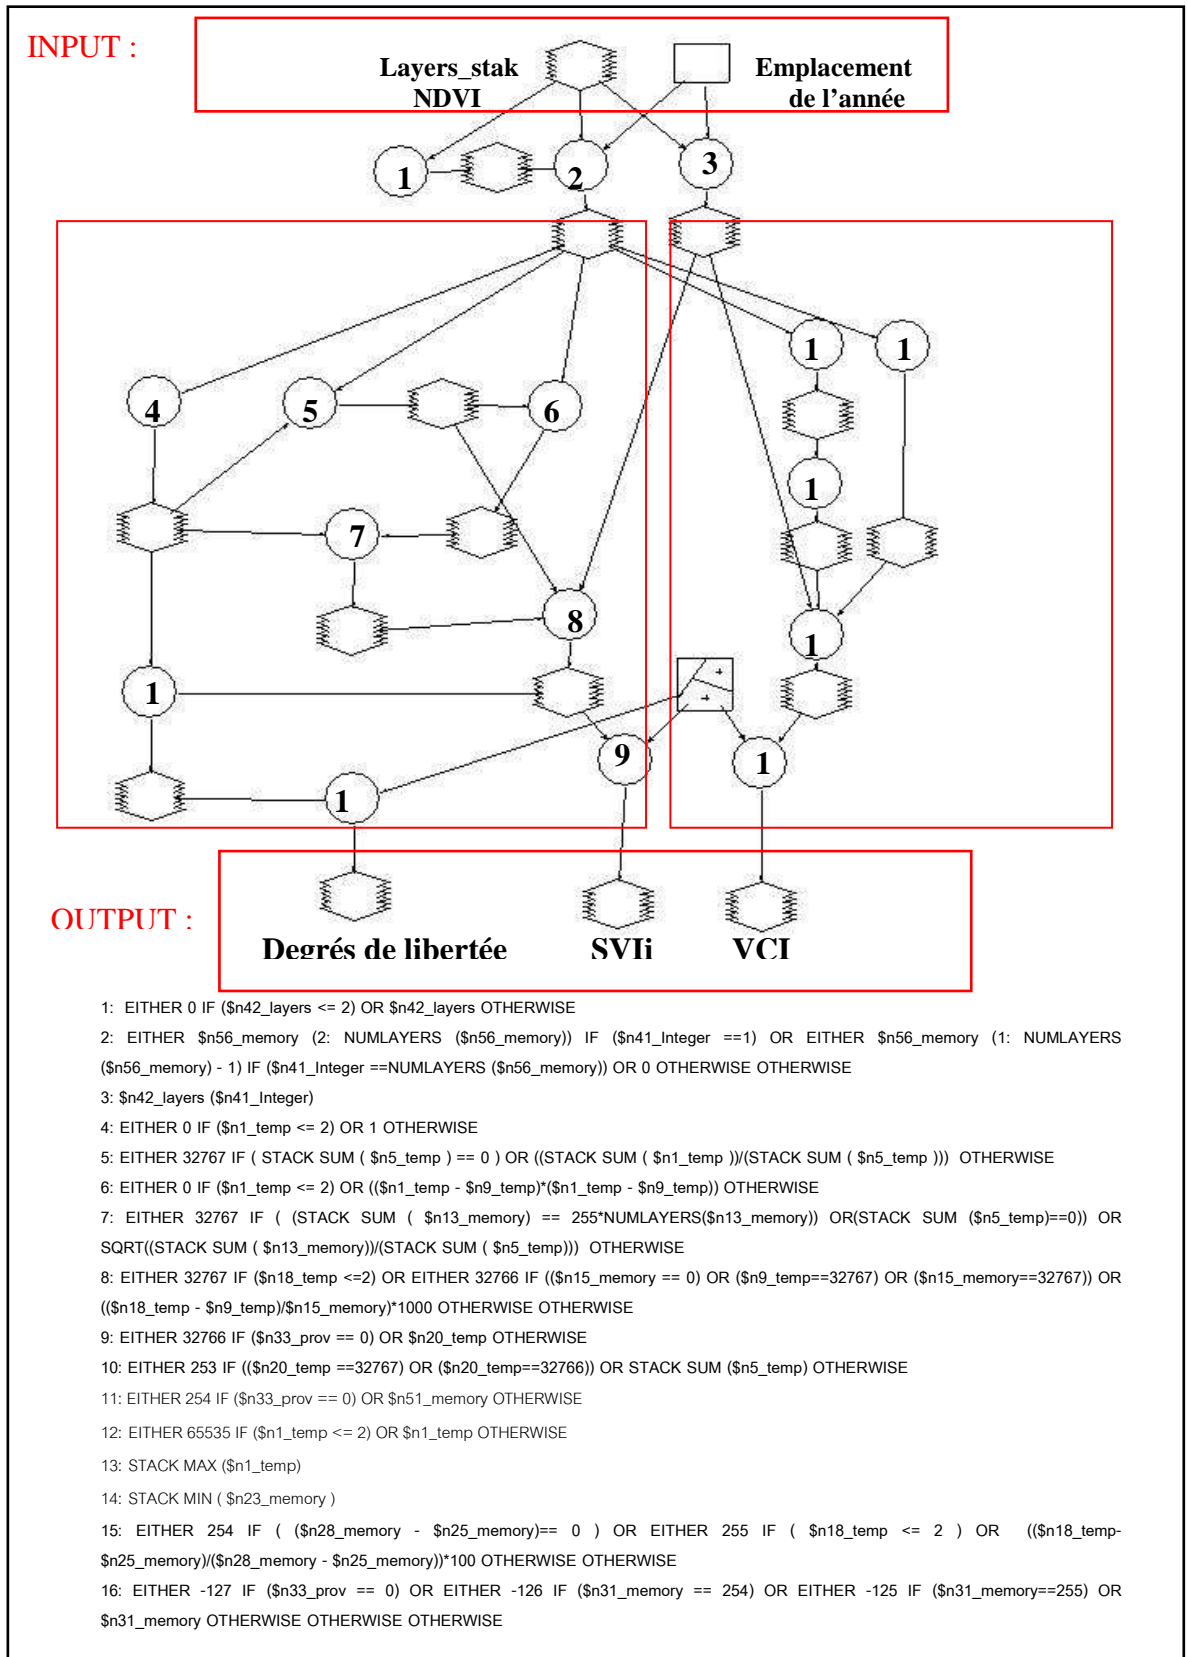 INPUT :
Layers_stak
NDVI
Emplacement
de l’année
1
2
3
1
1
4
5
6
1
7
8
1
1
9
1
1
OUTPUT :
Degrés de libertée
SVIi
VCI
1: EITHER 0 IF ($n42_layers <= 2) OR $n42_layers OTHERWISE
2: EITHER $n56_memory (2: NUMLAYERS ($n56_memory)) IF ($n41_Integer ==1) OR EITHER $n56_memory (1: NUMLAYERS
($n56_memory) - 1) IF ($n41_Integer ==NUMLAYERS ($n56_memory)) OR 0 OTHERWISE OTHERWISE
3: $n42_layers ($n41_Integer)
4: EITHER 0 IF ($n1_temp <= 2) OR 1 OTHERWISE
5: EITHER 32767 IF ( STACK SUM ( $n5_temp ) == 0 ) OR ((STACK SUM ( $n1_temp ))/(STACK SUM ( $n5_temp ))) OTHERWISE
6: EITHER 0 IF ($n1_temp <= 2) OR (($n1_temp - $n9_temp)*($n1_temp - $n9_temp)) OTHERWISE
7: EITHER 32767 IF ( (STACK SUM ( $n13_memory) == 255*NUMLAYERS($n13_memory)) OR(STACK SUM ($n5_temp)==0)) OR
SQRT((STACK SUM ( $n13_memory))/(STACK SUM ( $n5_temp))) OTHERWISE
8: EITHER 32767 IF ($n18_temp <=2) OR EITHER 32766 IF (($n15_memory == 0) OR ($n9_temp==32767) OR ($n15_memory==32767)) OR
(($n18_temp - $n9_temp)/$n15_memory)*1000 OTHERWISE OTHERWISE
9: EITHER 32766 IF ($n33_prov == 0) OR $n20_temp OTHERWISE
10: EITHER 253 IF (($n20_temp ==32767) OR ($n20_temp==32766)) OR STACK SUM ($n5_temp) OTHERWISE
11: EITHER 254 IF ($n33_prov == 0) OR $n51_memory OTHERWISE
12: EITHER 65535 IF ($n1_temp <= 2) OR $n1_temp OTHERWISE
13: STACK MAX ($n1_temp)
14: STACK MIN ( $n23_memory )
15: EITHER 254 IF ( ($n28_memory - $n25_memory)== 0 ) OR EITHER 255 IF ( $n18_temp <= 2 ) OR (($n18_temp-
$n25_memory)/($n28_memory - $n25_memory))*100 OTHERWISE OTHERWISE
16: EITHER -127 IF ($n33_prov == 0) OR EITHER -126 IF ($n31_memory == 254) OR EITHER -125 IF ($n31_memory==255) OR
$n31_memory OTHERWISE OTHERWISE OTHERWISE